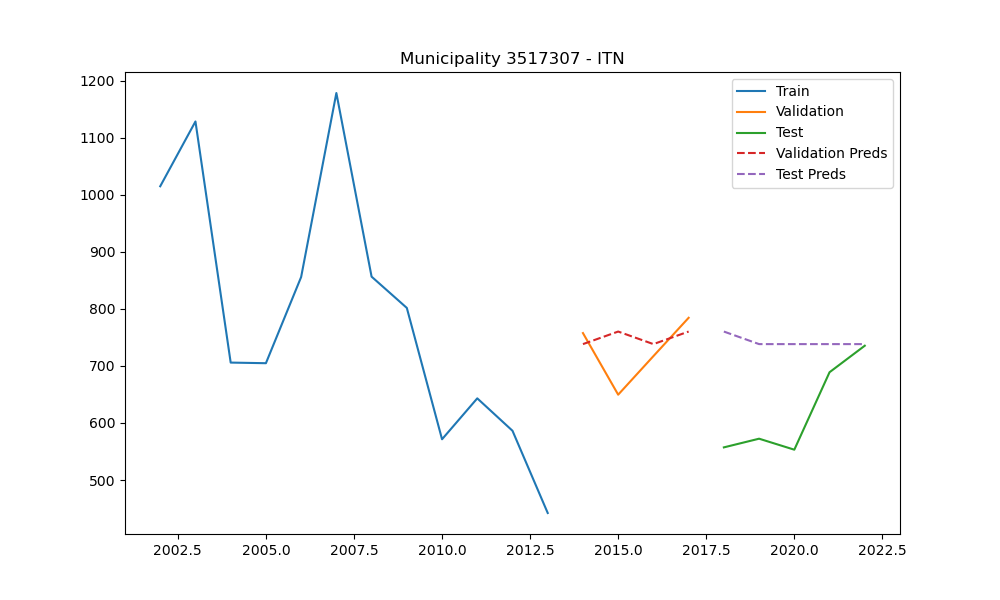 Municipality 3517307 - ITN
1200
1100
1000
900
800
700
600
500
Train
Validation
Test
Validation Preds
Test Preds
2002.5 2005.0 2007.5 2010.0 2012.5 2015.0 2017.5 2020.0 2022.5